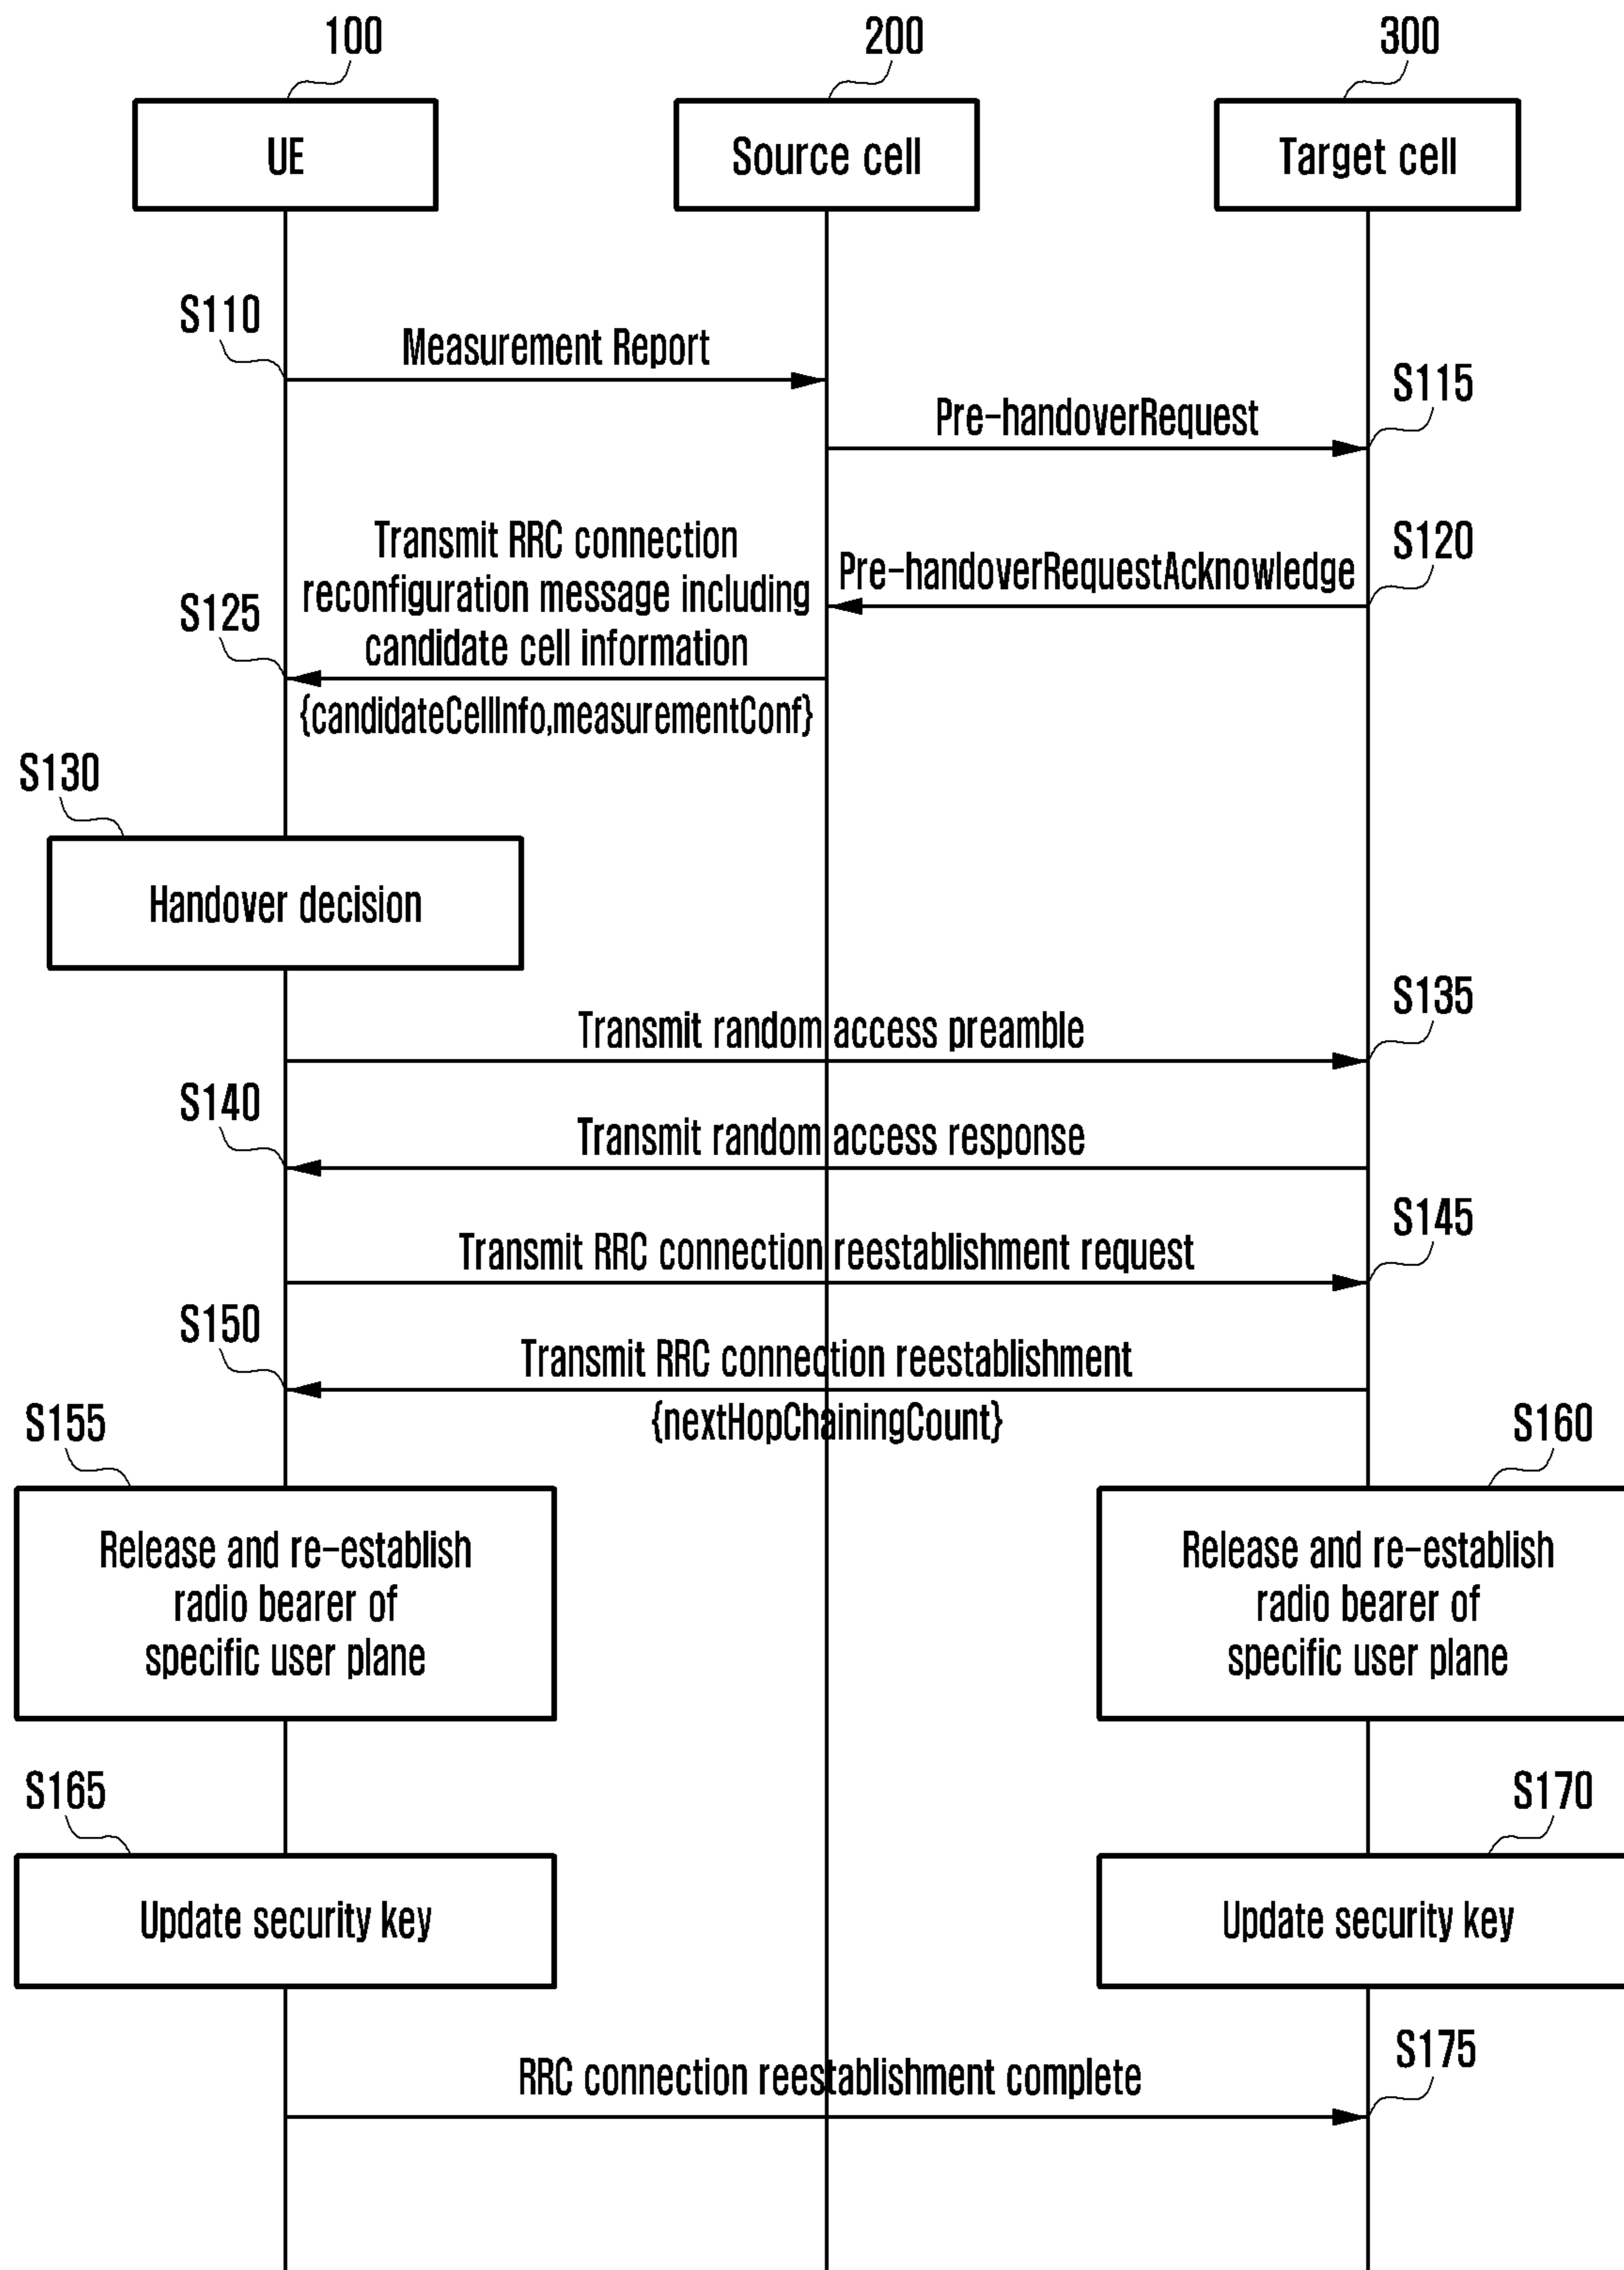 100
200
300
UE
Source cell
Target cell
S110
Measurement Report
S115
Pre-handoverRequest
Transmit RRC connection
reconfiguration message including
candidate cell information
S120
Pre-handoverRequestAcknowledge
S125
{candidateCellInfo,measurementConf}
S130
Handover decision
S135
Transmit random access preamble
S140
Transmit random access response
S145
Transmit RRC connection reestablishment request
S150
Transmit RRC connection reestablishment
{nextHopChainingCount}
S155
S160
Release and re-establish
radio bearer of
specific user plane
Release and re-establish
radio bearer of
specific user plane
S165
S170
Update security key
Update security key
S175
RRC connection reestablishment complete